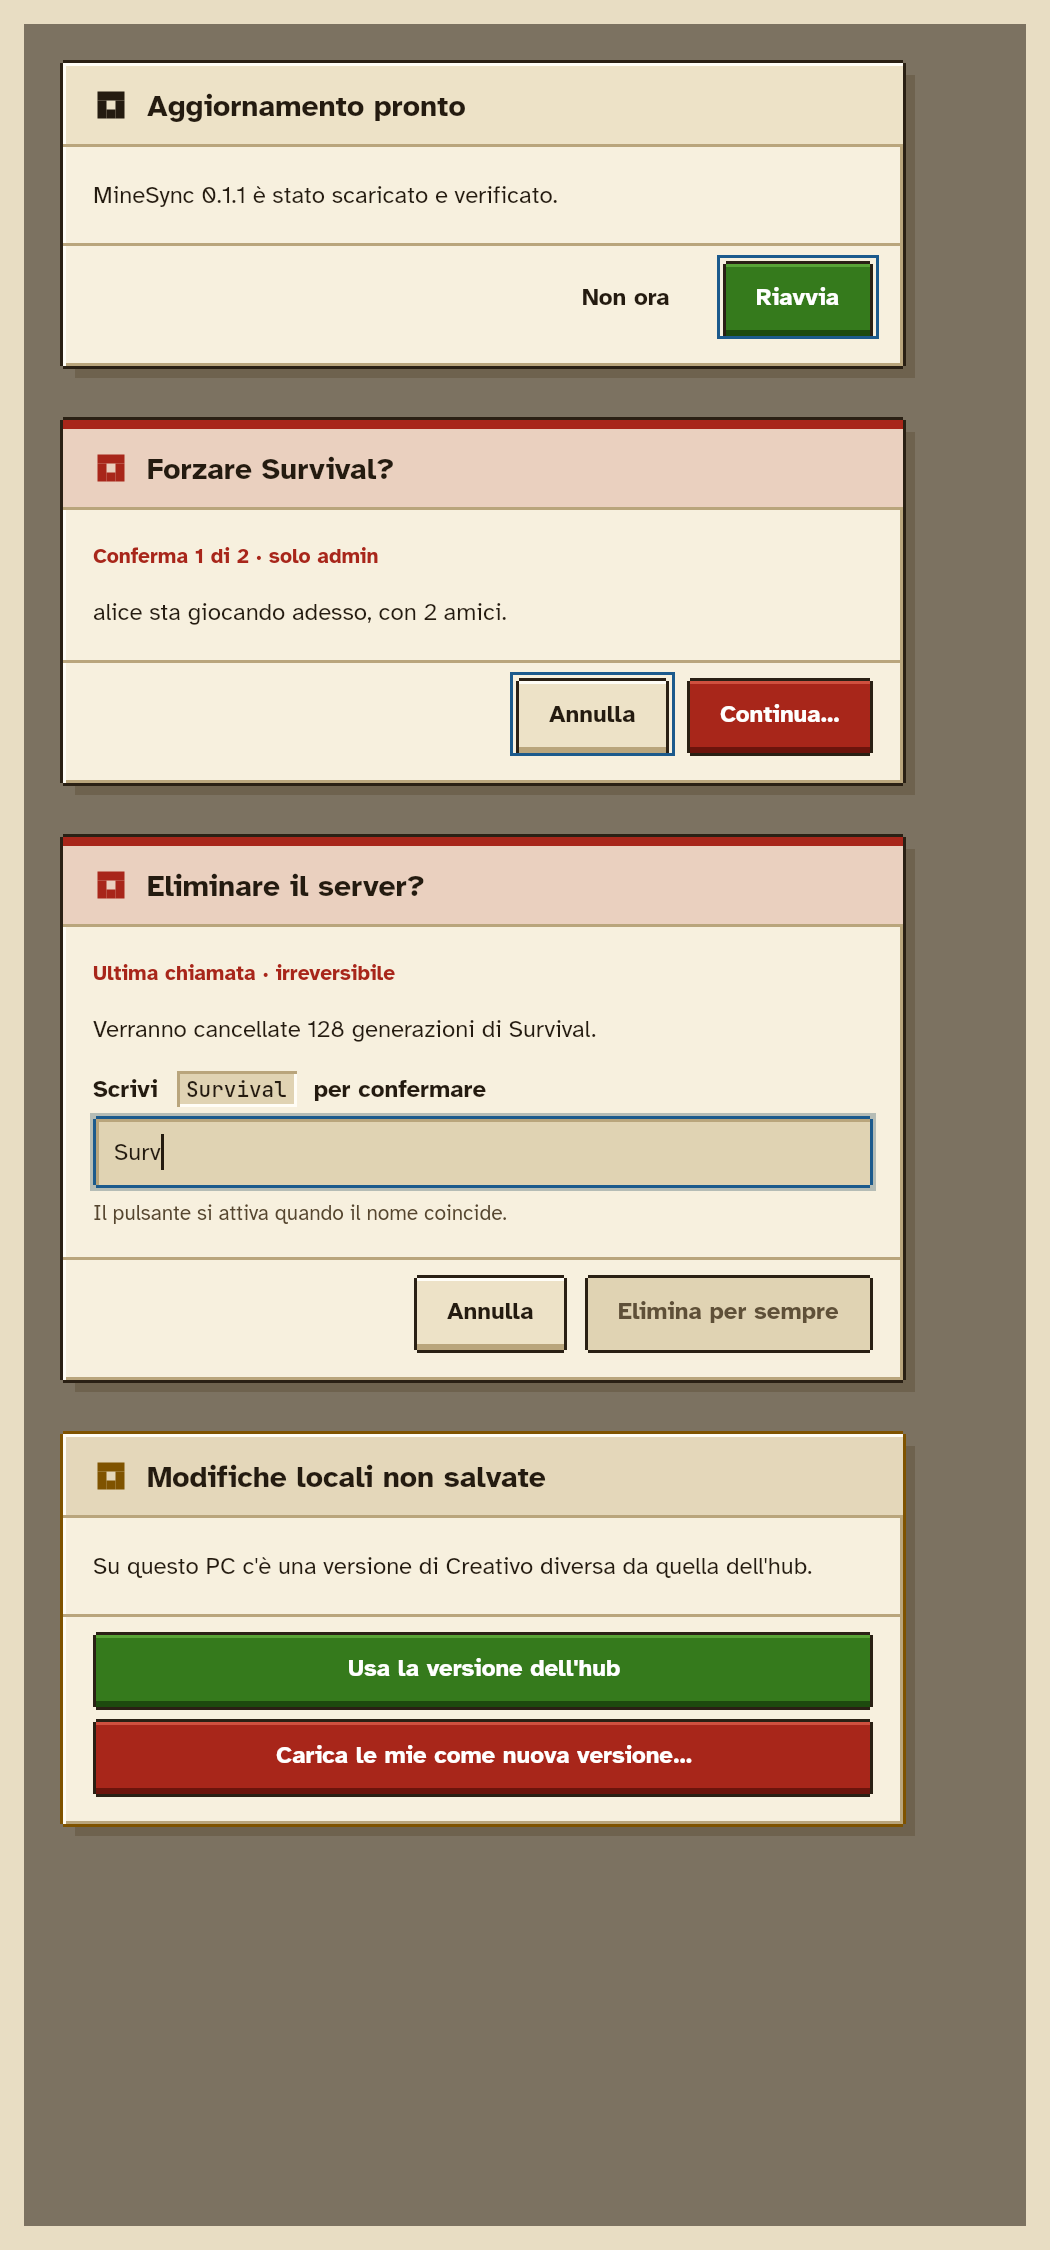 Aggiornamento pronto
MineSync 0.1.1 è stato scaricato e verificato.
Non ora
Riavvia
Forzare Survival?
Conferma 1 di 2 · solo admin
alice sta giocando adesso, con 2 amici.
Annulla
Continua…
Eliminare il server?
Ultima chiamata · irreversibile
Verranno cancellate 128 generazioni di Survival.
Scrivi Survival per confermare
Surv
Il pulsante si attiva quando il nome coincide.
Annulla
Elimina per sempre
Modifiche locali non salvate
Su questo PC c'è una versione di Creativo diversa da quella dell'hub.
Usa la versione dell'hub
Carica le mie come nuova versione…